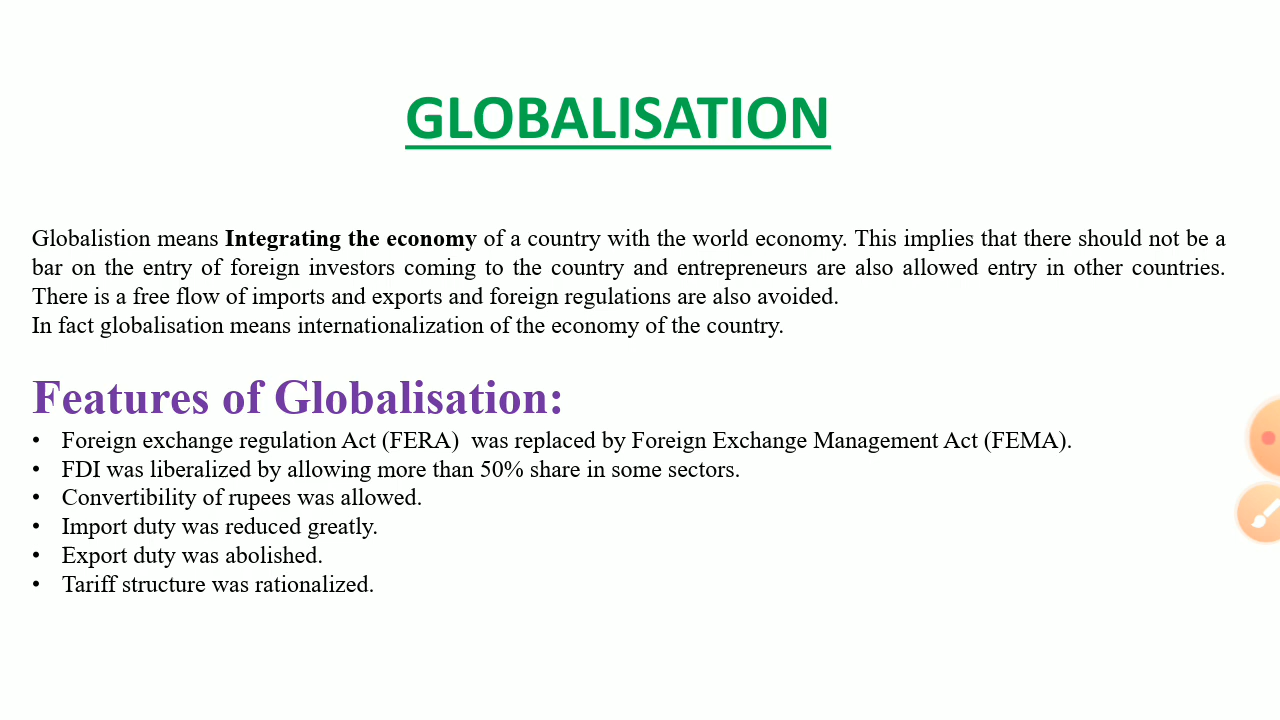 GLOBALISATION
Globalistion means Integrating the economy of a country with the world economy. This implies that there should not be a
bar on the entry of foreign investors coming to the country and entrepreneurs are also allowed entry in other countries.
There is a free flow of imports and exports and foreign regulations are also avoided.
In fact globalisation means internationalization of the economy of the country.
Features of Globalisation:
• Foreign exchange regulation Act (FERA)  was replaced by Foreign Exchange Management Act (FEMA).
• FDI was liberalized by allowing more than 50% share in some sectors.
• Convertibility of rupees was allowed.
• Import duty was reduced greatly.
• Export duty was abolished.
• Tariff structure was rationalized.